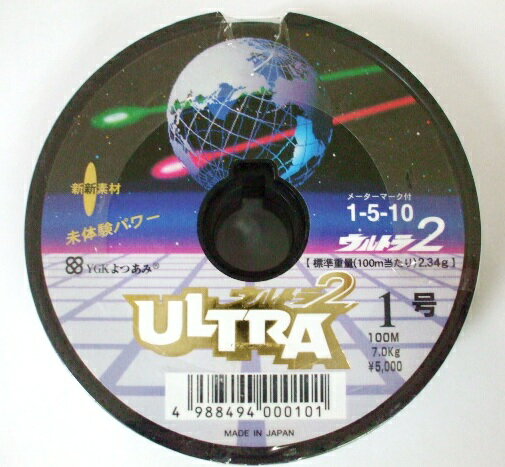 新新素材
未体験パワー
YGKよつあみ®
メーターマーク付
1-5-10
ウルトラ2
【標準重量(100m当たり)2.34g】
ウルトラ2
ULTRA
1号
100M
7.0Kg
¥5,000
4 988494 000101
MADE IN JAPAN